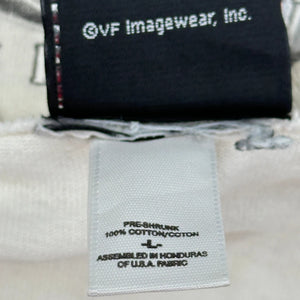 ©VF Imagewear, Inc.
PRE-SHRUNK
100% COTTON/COTON
-L-
ASSEMBLED IN HONDURAS
OF U.S.A. FABRIC